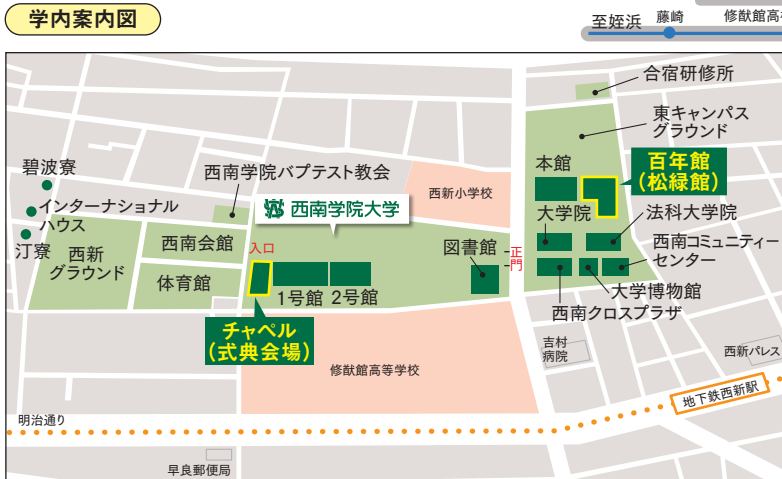 学内案内図
至姪浜
藤崎
合宿研修所
東キャンパス
グラウンド
百年館
(松緑館)
本館
碧波寮
インターナショナル
ハウス
汀寮
西新
グラウンド
西南学院バプテスト教会
西南学院大学
西新小学校
西南会館
体育館
入口
1号館
2号館
図書館
正門
大学院
法科大学院
西南コミュニティー
センター
大学博物館
西南クロスプラザ
チャペル
(式典会場)
修猷館高等学校
吉村
病院
西新パレス
地下鉄西新駅
明治通り
早良郵便局